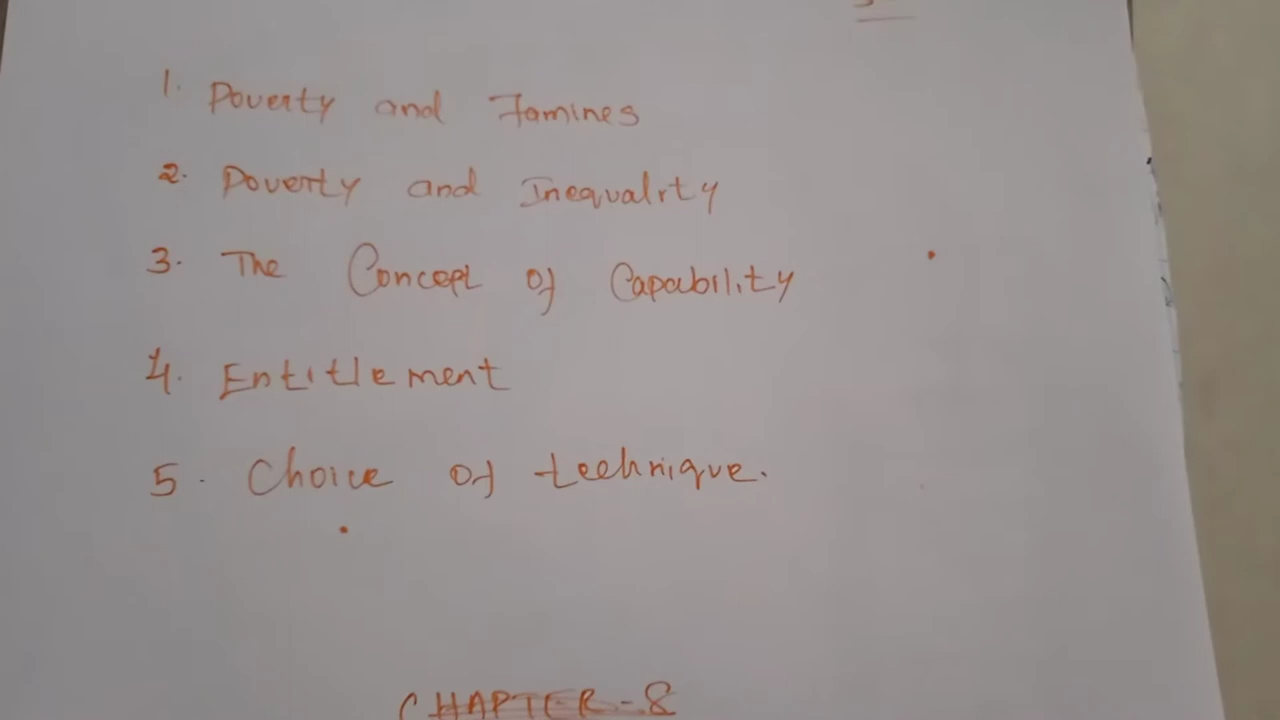 1. Poverty and Famines
2. Poverty and Inequality
3. The Concept of Capability
4. Entitlement
5. Choice of technique.
CHAPTER-8